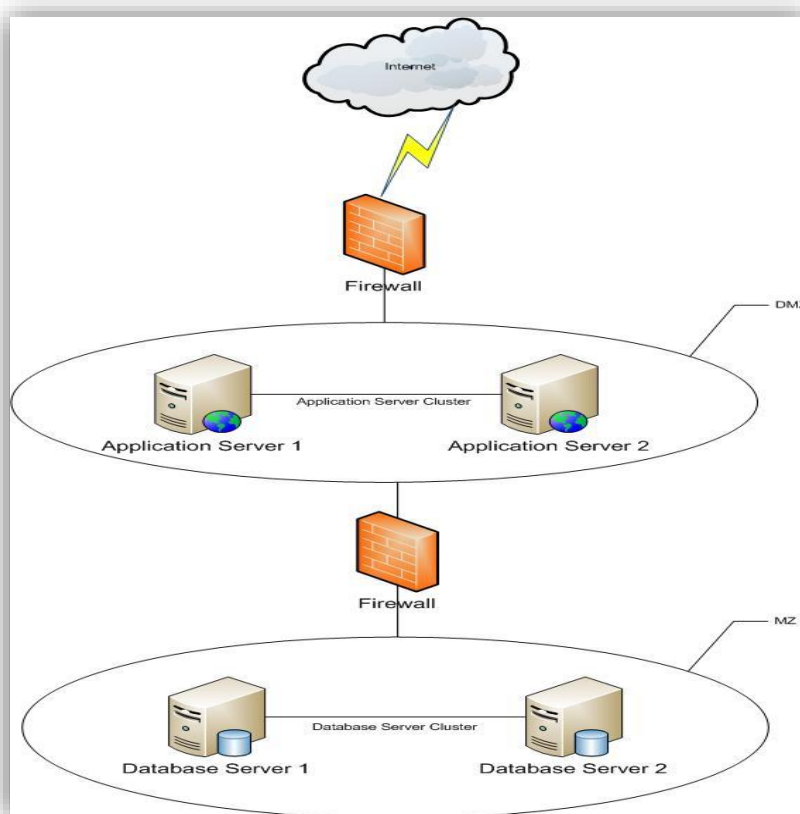 Internet
Firewall
DMZ
Application Server Cluster
Application Server 1
Application Server 2
Firewall
MZ
Database Server Cluster
Database Server 1
Database Server 2